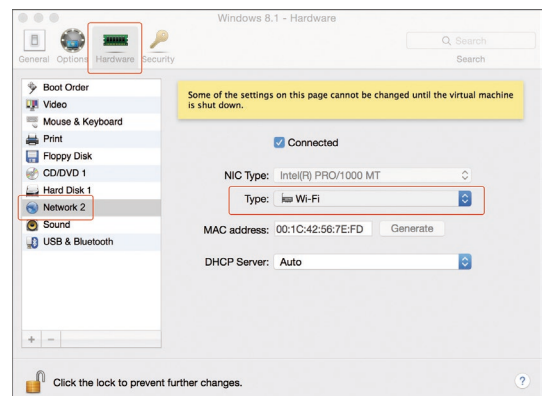 Windows 8.1 - Hardware
General Options Hardware Security
Search
Search
Boot Order
Video
Mouse & Keyboard
Print
Floppy Disk
CD/DVD 1
Hard Disk 1
Network 2
Sound
USB & Bluetooth
+ −
Some of the settings on this page cannot be changed until the virtual machine
is shut down.
Connected
NIC Type: Intel(R) PRO/1000 MT
Type: Wi-Fi
MAC address: 00:1C:42:56:7E:FD Generate
DHCP Server: Auto
Click the lock to prevent further changes.
?